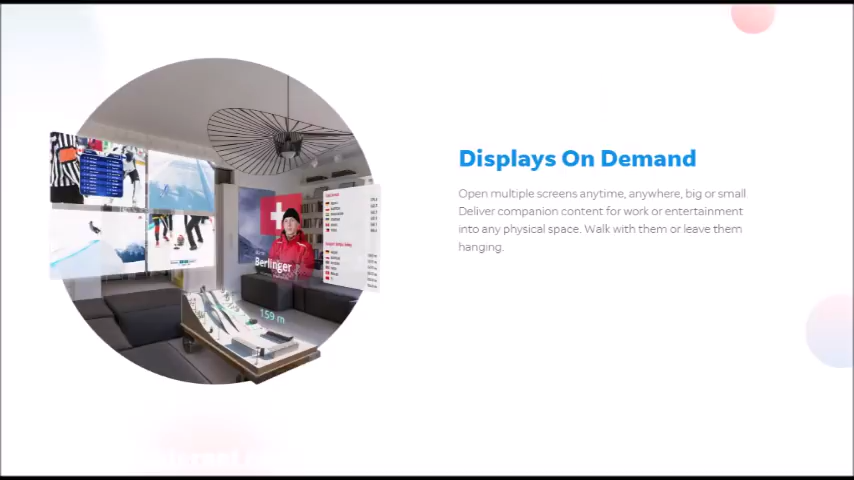 Displays On Demand
Open multiple screens anytime, anywhere, big or small
Deliver companion content for work or entertainment
into any physical space. Walk with them or leave them
hanging.
Berlinger
159 m